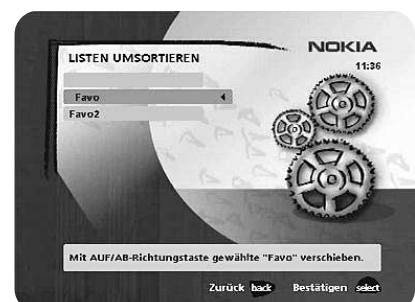 NOKIA
LISTEN UMSORTIEREN
11:36
Favo
Favo2
Mit AUF/AB-Richtungstaste gewählte "Favo" verschieben.
Zurück back Bestätigen select